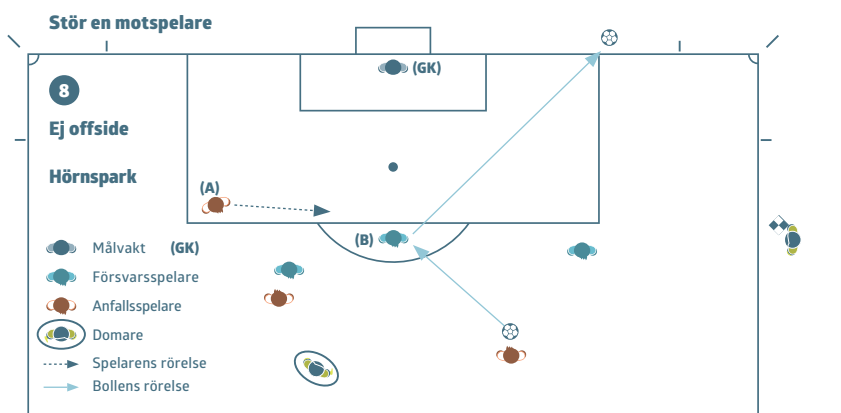 Stör en motspelare
(GK)
8
Ej offside
Hörnspark
(A)
(B)
Målvakt (GK)
Försvarsspelare
Anfallsspelare
Domare
Spelarens rörelse
Bollens rörelse